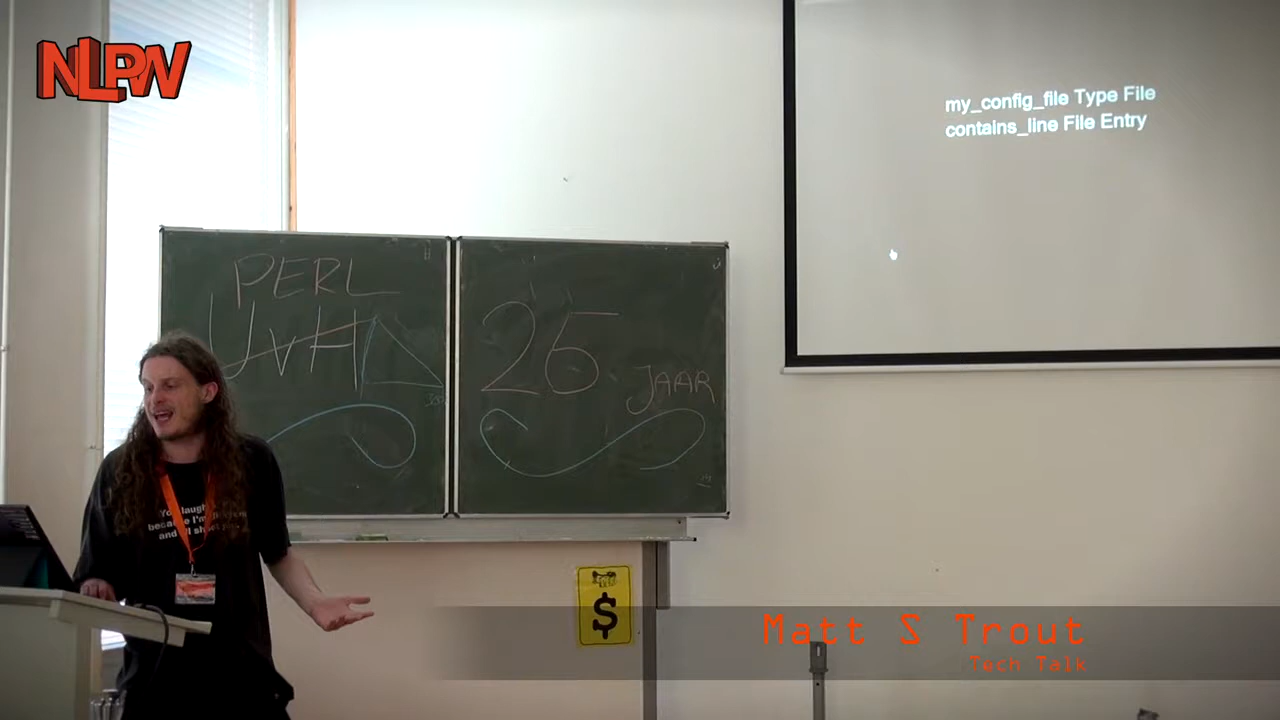 NLPW
my_config_file Type File
contains_line File Entry
PERL
UvH
25
JAAR
$
Matt S Trout
Tech Talk